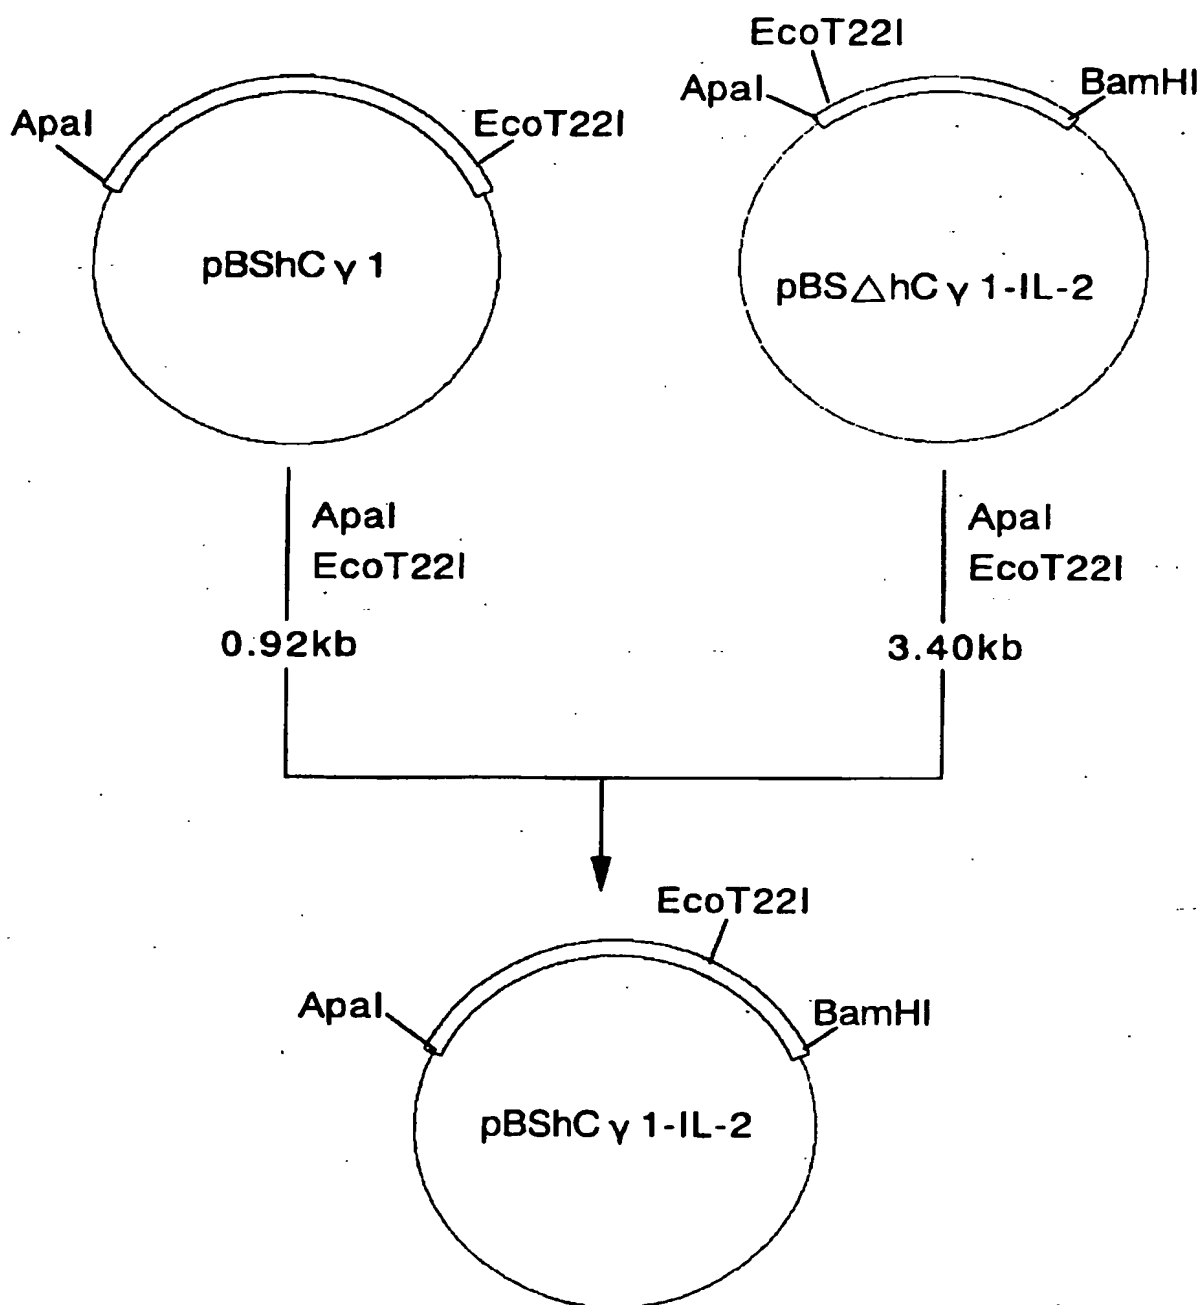 ApaI
EcoT22I
pBShCγ1
EcoT22I
ApaI
BamHI
pBS△hCγ1-IL-2
ApaI
EcoT22I
0.92kb
ApaI
EcoT22I
3.40kb
EcoT22I
ApaI
BamHI
pBShCγ1-IL-2